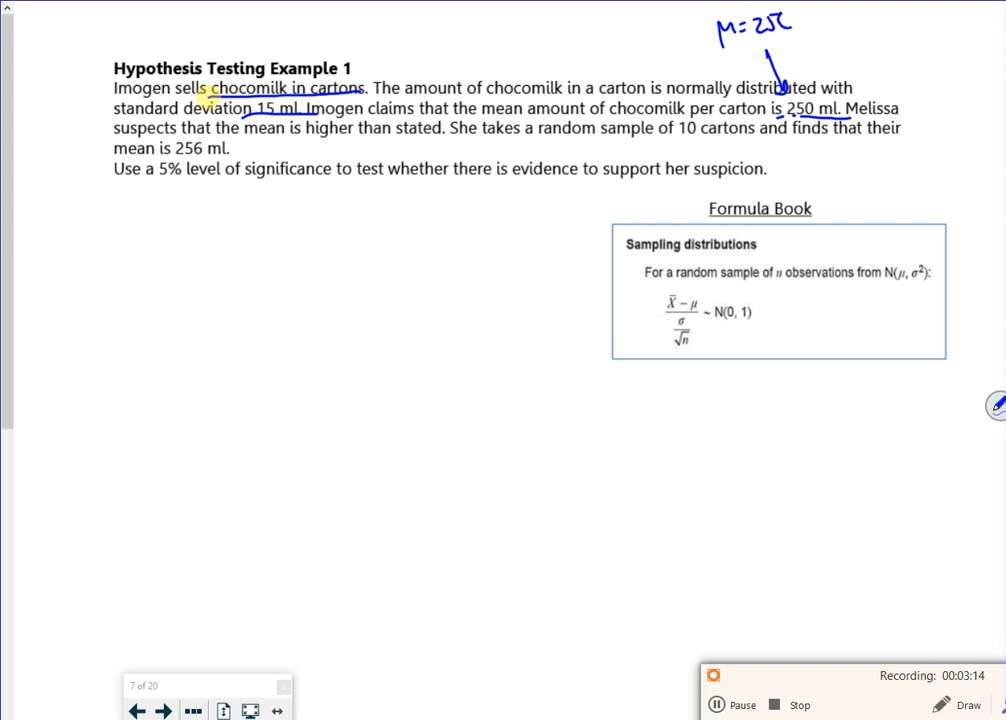 μ = 25
Hypothesis Testing Example 1
Imogen sells chocomilk in cartons. The amount of chocomilk in a carton is normally distributed with
standard deviation 15 ml. Imogen claims that the mean amount of chocomilk per carton is 250 ml. Melissa
suspects that the mean is higher than stated. She takes a random sample of 10 cartons and finds that their
mean is 256 ml.
Use a 5% level of significance to test whether there is evidence to support her suspicion.
Formula Book
Sampling distributions
For a random sample of n observations from N(μ, σ²):
X̄ − μ
σ ~ N(0, 1)
√n
Recording: 00:03:14
7 of 20
Pause Stop Draw